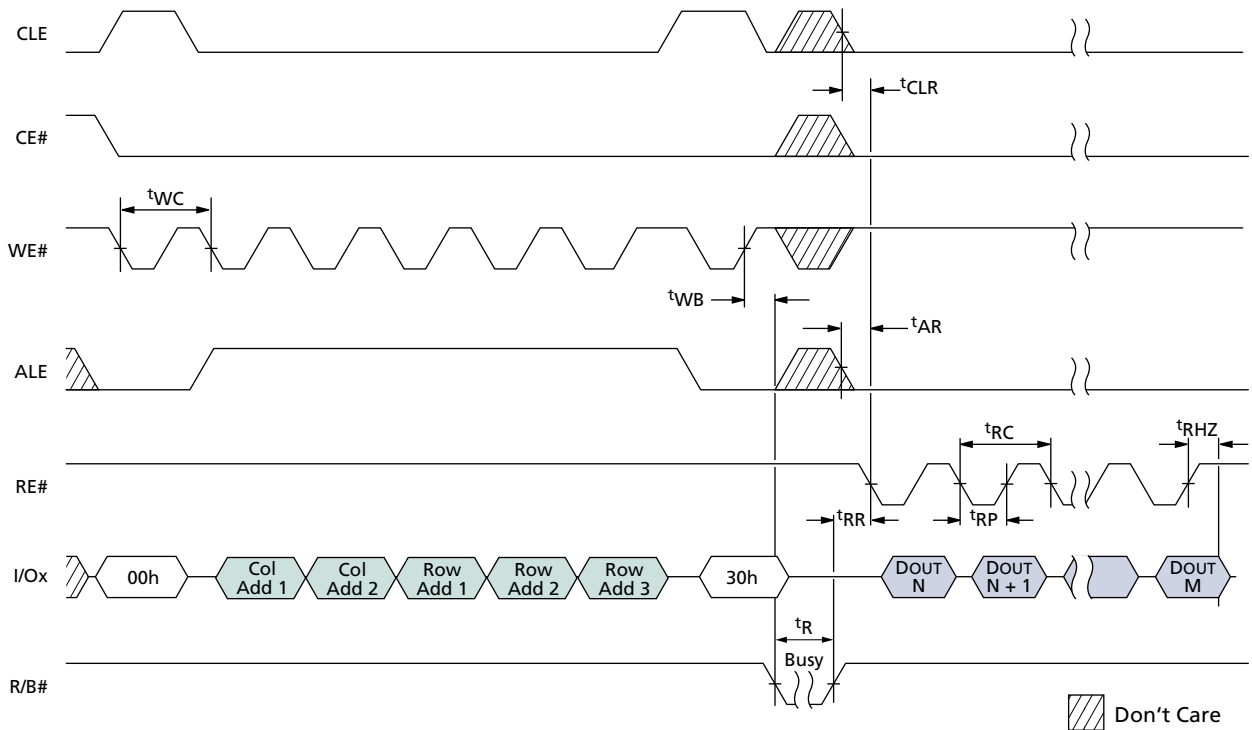 CLE
tCLR
CE#
tWC
WE#
tWB
tAR
ALE
tRC
tRHZ
RE#
tRR
tRP
I/Ox
00h
Col
Add 1
Col
Add 2
Row
Add 1
Row
Add 2
Row
Add 3
30h
DOUT
N
DOUT
N + 1
DOUT
M
tR
Busy
R/B#
Don't Care